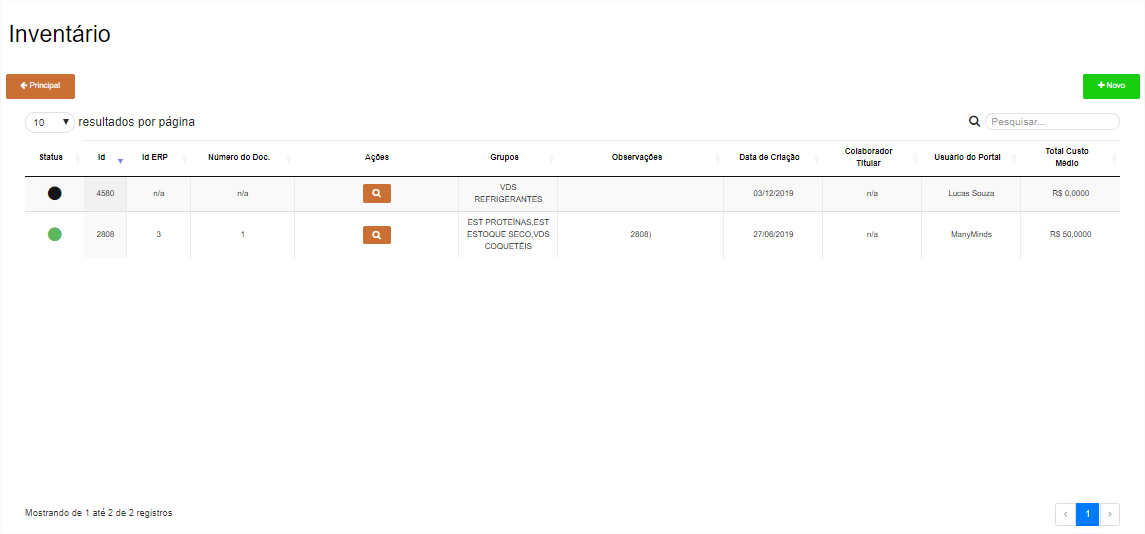 Inventário
Principal
Novo
10 resultados por página
Pesquisar...
Status Id Id ERP Número do Doc. Ações Grupos Observações Data de Criação Colaborador Titular Usuário do Portal Total Custo Médio
4580 n/a n/a VDS REFRIGERANTES 03/12/2019 n/a Lucas Souza R$ 0,0000
2808 3 1 EST PROTEÍNAS,EST ESTOQUE SECO,VDS COQUETÉIS 2808) 27/06/2019 n/a ManyMinds R$ 50,0000
Mostrando de 1 até 2 de 2 registros
‹ 1 ›